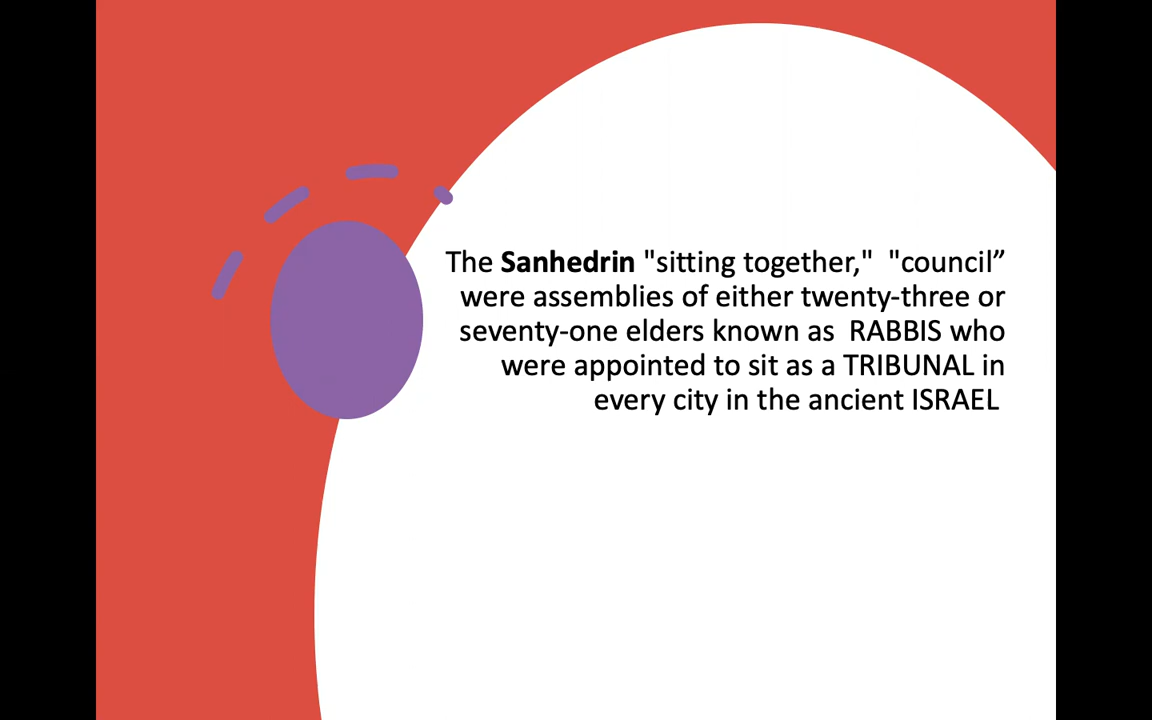 The Sanhedrin "sitting together,"  "council”
were assemblies of either twenty-three or
seventy-one elders known as  RABBIS who
were appointed to sit as a TRIBUNAL in
every city in the ancient ISRAEL